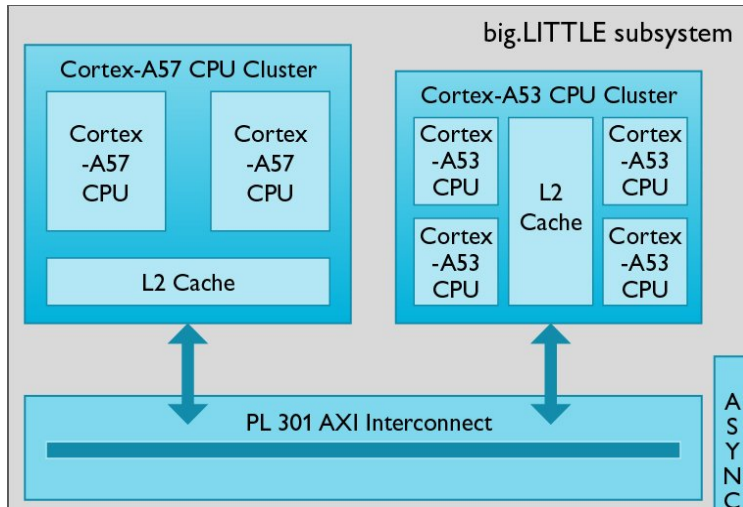 big.LITTLE subsystem
Cortex-A57 CPU Cluster
Cortex
-A57
CPU
Cortex
-A57
CPU
L2 Cache
Cortex-A53 CPU Cluster
Cortex
-A53
CPU
L2
Cache
Cortex
-A53
CPU
Cortex
-A53
CPU
Cortex
-A53
CPU
PL 301 AXI Interconnect
A
S
Y
N
C